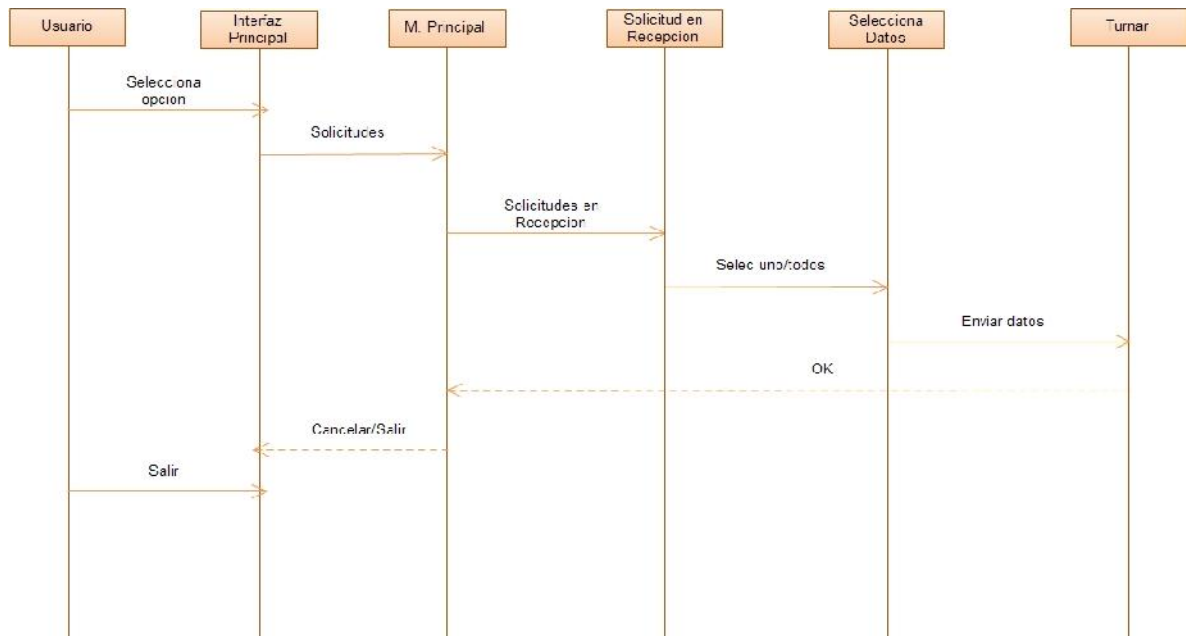 Usuario
Interfaz
Principal
M. Principal
Solicitud en
Recepcion
Selecciona
Datos
Turnar
Selecciona
opcion
Solicitudes
Solicitudes en
Recepcion
Selec uno/todos
Enviar datos
OK
Cancelar/Salir
Salir